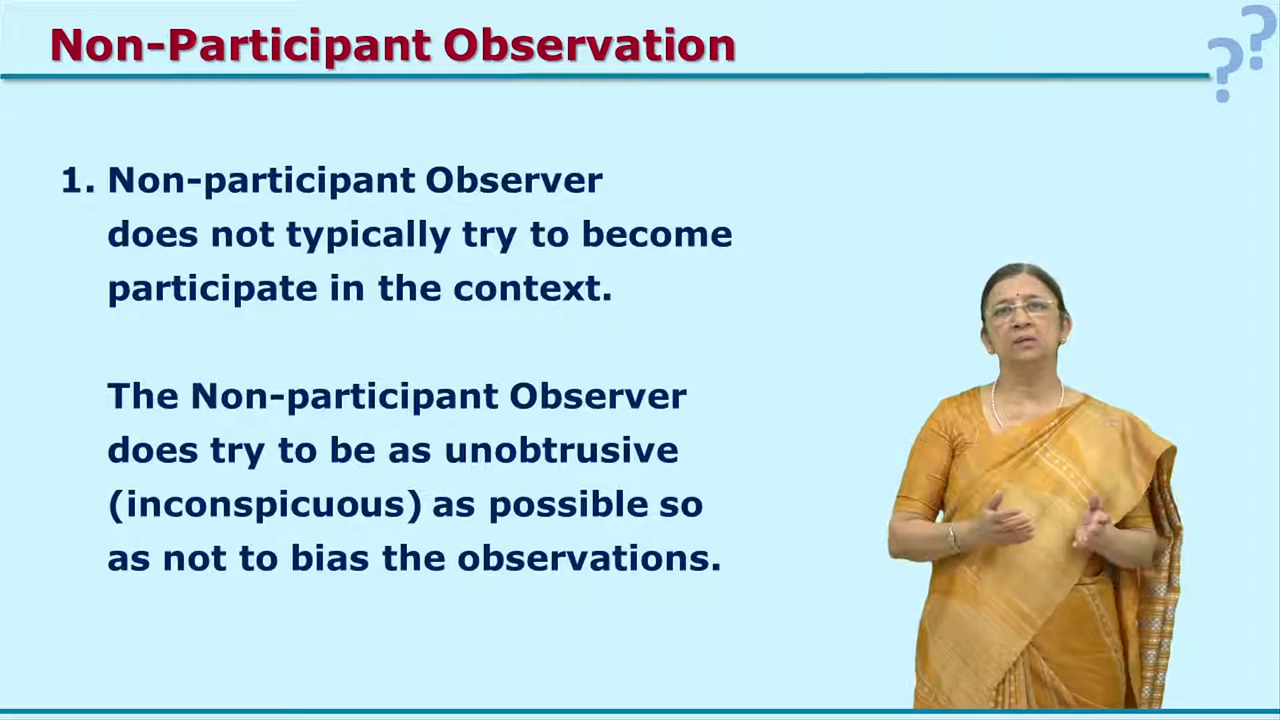 Non-Participant Observation
??
1. Non-participant Observer
does not typically try to become
participate in the context.
The Non-participant Observer
does try to be as unobtrusive
(inconspicuous) as possible so
as not to bias the observations.